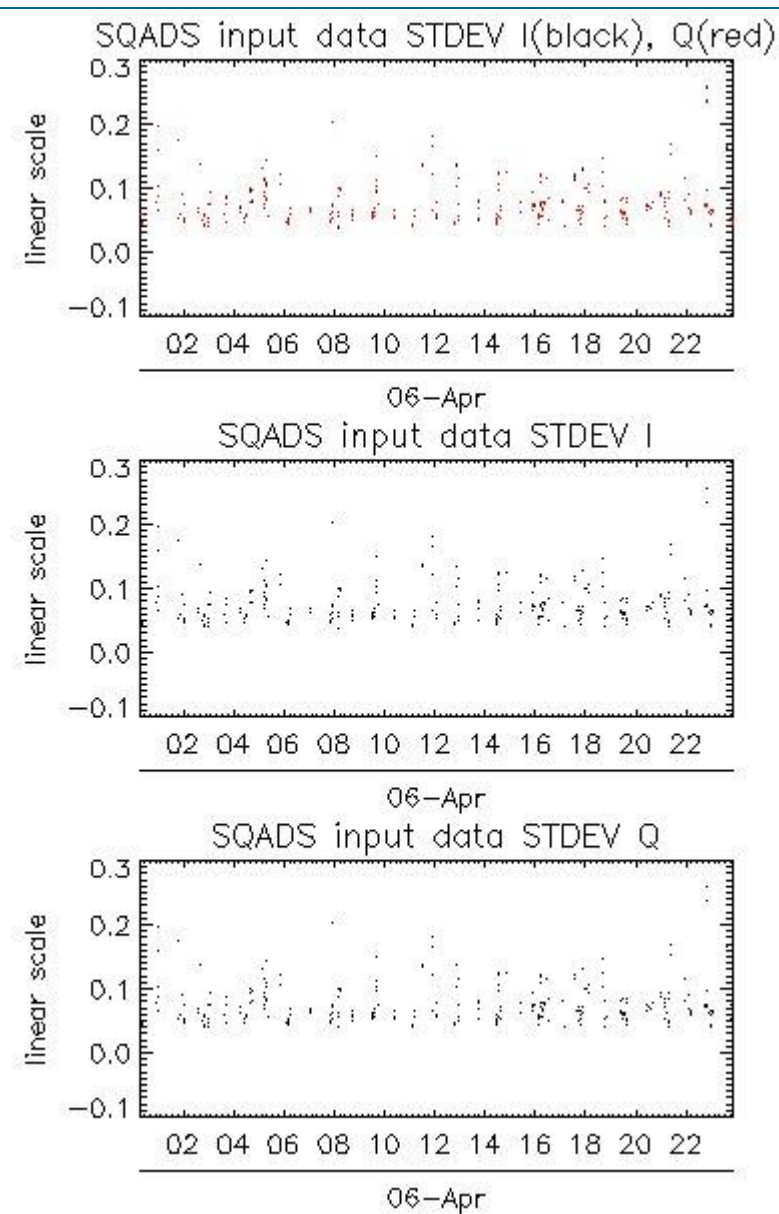 SQADS input data STDEV I(black), Q(red)
0.3
0.2
0.1
0.0
-0.1
linear scale
02 04 06 08 10 12 14 16 18 20 22
06-Apr
SQADS input data STDEV I
0.3
0.2
0.1
0.0
-0.1
linear scale
02 04 06 08 10 12 14 16 18 20 22
06-Apr
SQADS input data STDEV Q
0.3
0.2
0.1
0.0
-0.1
linear scale
02 04 06 08 10 12 14 16 18 20 22
06-Apr